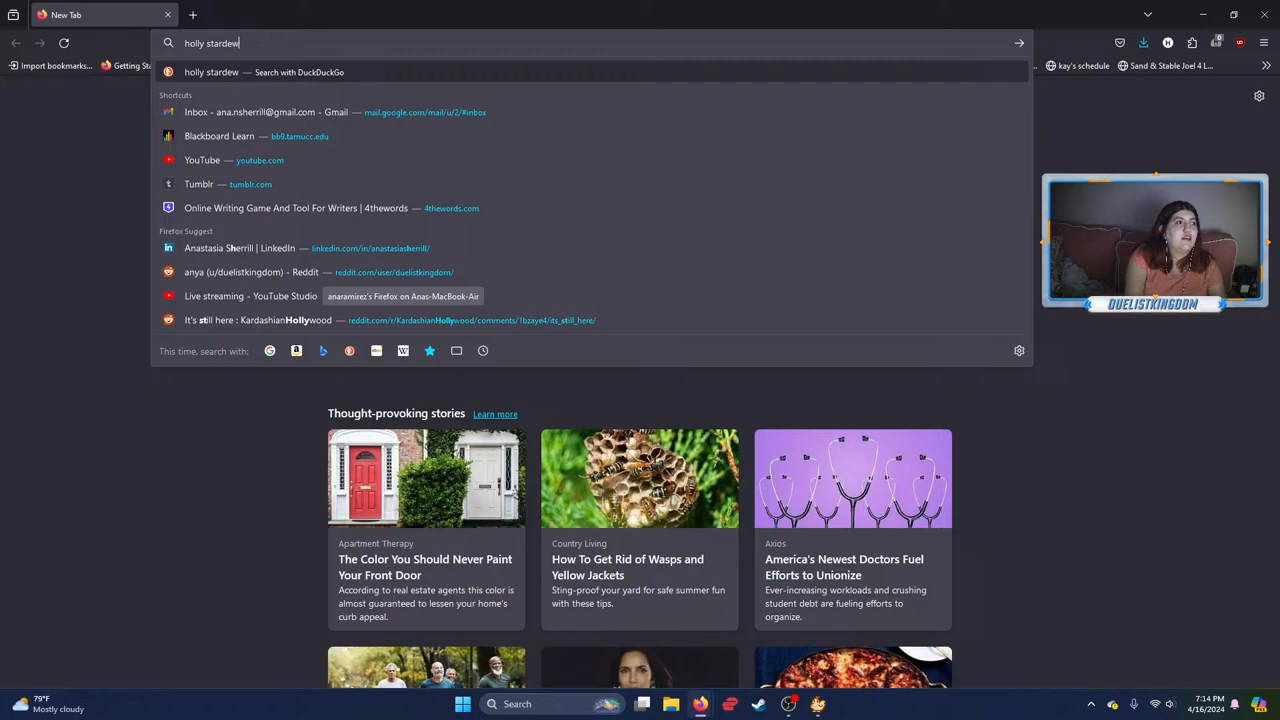 New Tab
holly stardew
holly stardew — Search with DuckDuckGo
Import bookmarks...
Getting Sta
kay's schedule
Sand & Stable Joel 4 L...
Shortcuts
Inbox - ana.nsherrill@gmail.com - Gmail — mail.google.com/mail/u/2/#inbox
Blackboard Learn — bb9.tamucc.edu
YouTube — youtube.com
Tumblr — tumblr.com
Online Writing Game And Tool For Writers | 4thewords — 4thewords.com
Firefox Suggest
Anastasia Sherrill | LinkedIn — linkedin.com/in/anastasiasherrill/
anya (u/duelistkingdom) - Reddit — reddit.com/user/duelistkingdom/
Live streaming - YouTube Studio anaramirez's Firefox on Anas-MacBook-Air
It's still here : KardashianHollywood — reddit.com/r/KardashianHollywood/comments/1bzaye4/its_still_here/
This time, search with:
DUELISTKINGDOM
Thought-provoking stories Learn more
Apartment Therapy
The Color You Should Never Paint
Your Front Door
According to real estate agents this color is
almost guaranteed to lessen your home's
curb appeal.
Country Living
How To Get Rid of Wasps and
Yellow Jackets
Sting-proof your yard for safe summer fun
with these tips.
Axios
America's Newest Doctors Fuel
Efforts to Unionize
Ever-increasing workloads and crushing
student debt are fueling efforts to
organize.
79°F
Mostly cloudy
Search
7:14 PM
4/16/2024